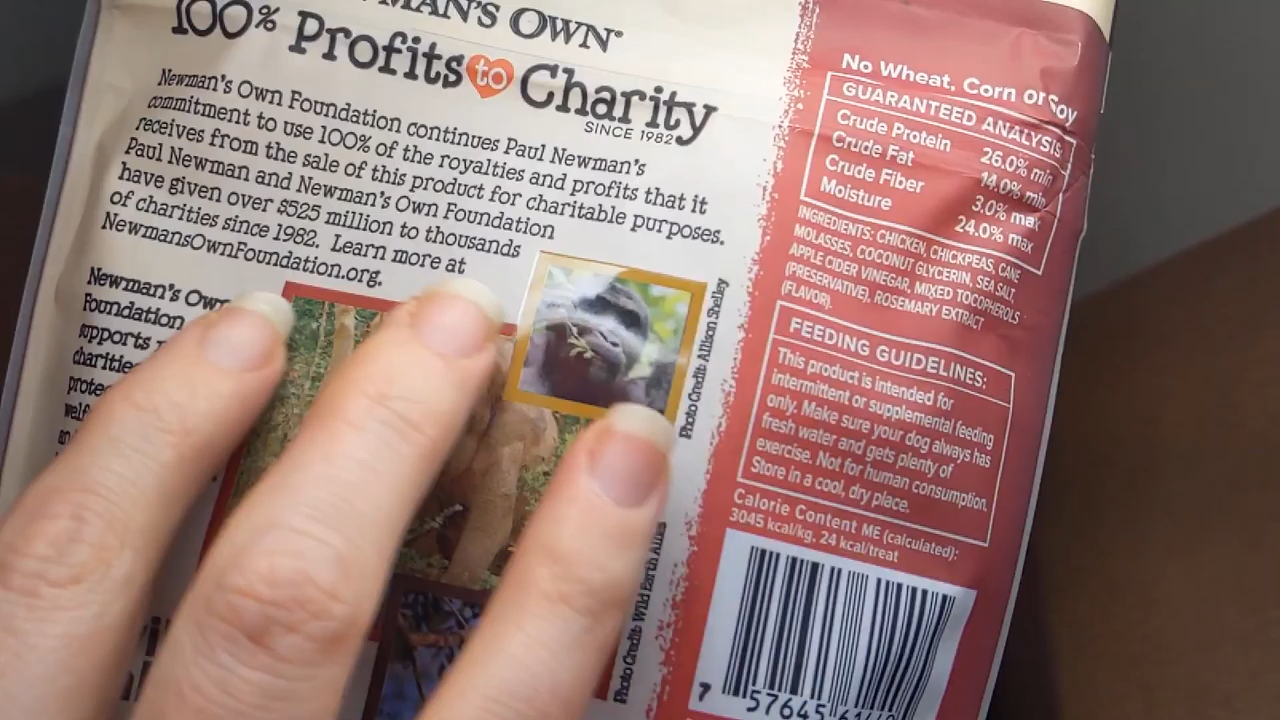 MAN'S OWN®
100% Profits to Charity
SINCE 1982
Newman's Own Foundation continues Paul Newman's
commitment to use 100% of the royalties and profits that it
receives from the sale of this product for charitable purposes.
Paul Newman and Newman's Own Foundation
have given over $525 million to thousands
of charities since 1982. Learn more at
NewmansOwnFoundation.org.
Newman's Own
Foundation
supports
Photo Credit: Allison Shelley
Photo Credit: Wild Earth
No Wheat, Corn or Soy
GUARANTEED ANALYSIS:
Crude Protein 26.0% min
Crude Fat 14.0% min
Crude Fiber 3.0% max
Moisture 24.0% max
INGREDIENTS: CHICKEN, CHICKPEAS, CANE
MOLASSES, COCONUT GLYCERIN, SEA SALT,
APPLE CIDER VINEGAR, MIXED TOCOPHEROLS
(PRESERVATIVE), ROSEMARY EXTRACT
(FLAVOR).
FEEDING GUIDELINES:
This product is intended for
intermittent or supplemental feeding
only. Make sure your dog always has
fresh water and gets plenty of
exercise. Not for human consumption.
Store in a cool, dry place.
Calorie Content ME (calculated):
3045 kcal/kg, 24 kcal/treat
7 57645